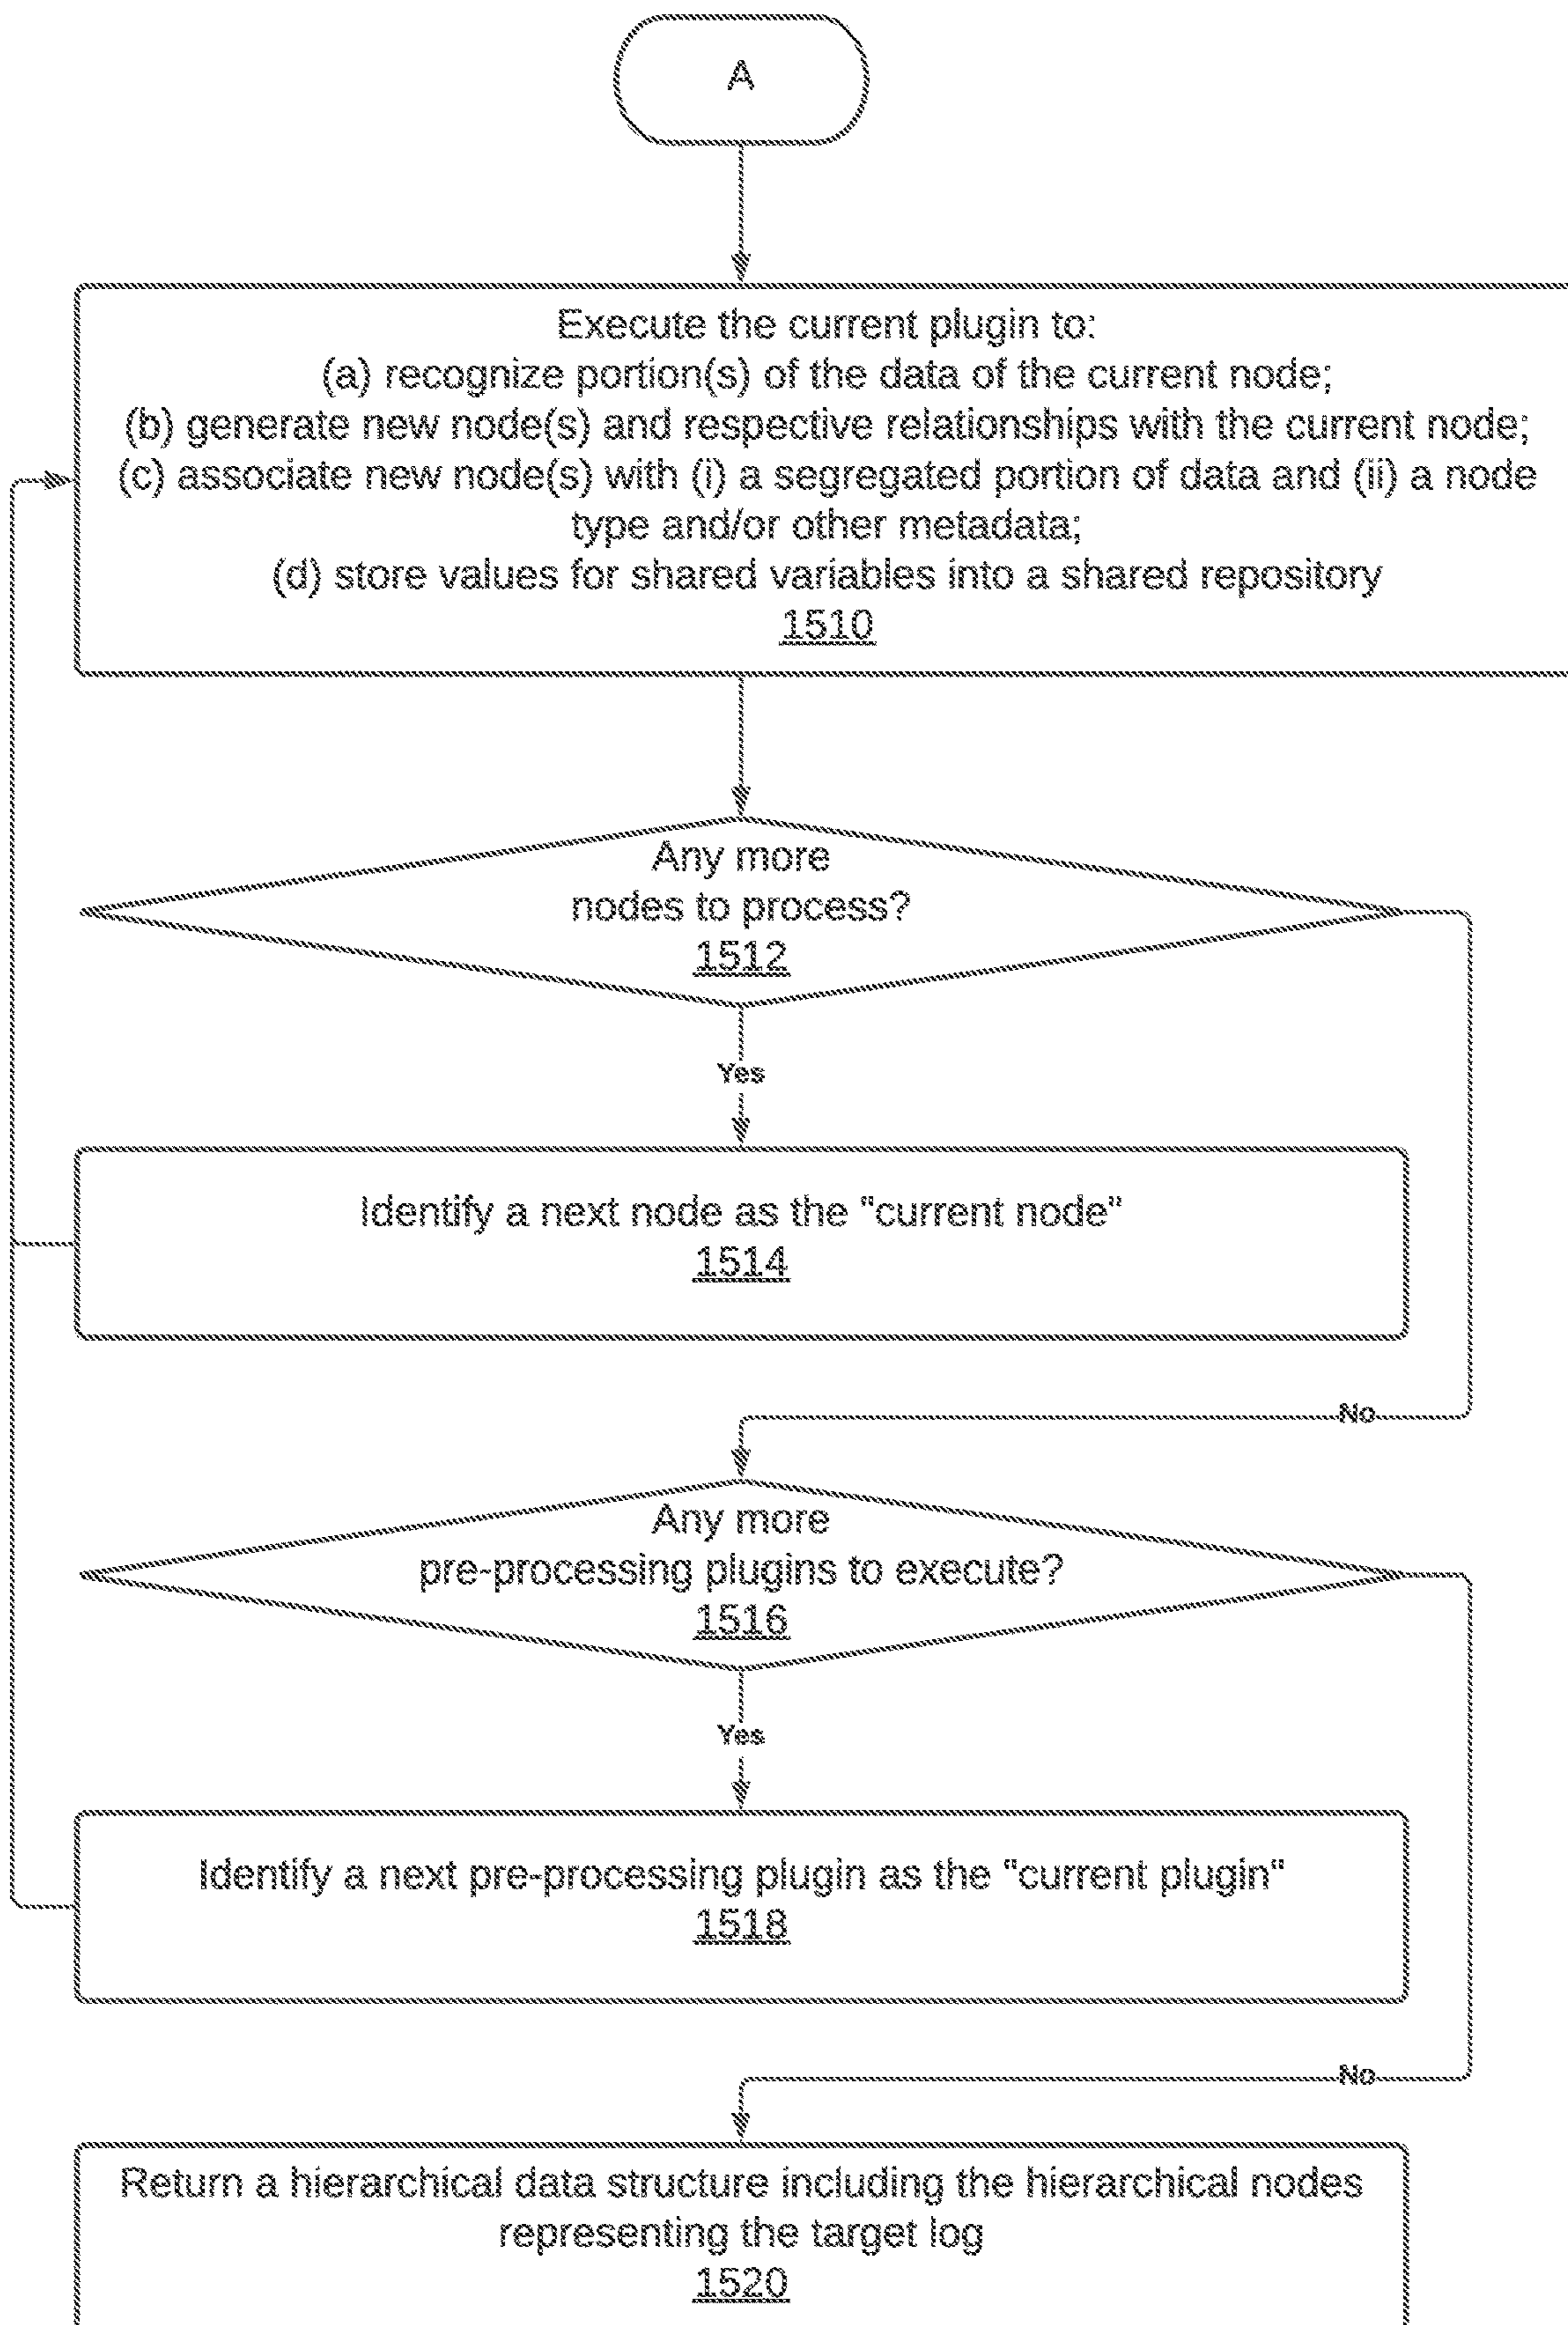 A
Execute the current plugin to:
(a) recognize portion(s) of the data of the current node;
(b) generate new node(s) and respective relationships with the current node;
(c) associate new node(s) with (i) a segregated portion of data and (ii) a node
type and/or other metadata;
(d) store values for shared variables into a shared repository
1510
Any more
nodes to process?
1512
Yes
Identify a next node as the "current node"
1514
No
Any more
pre-processing plugins to execute?
1516
Yes
Identify a next pre-processing plugin as the "current plugin"
1518
No
Return a hierarchical data structure including the hierarchical nodes
representing the target log
1520